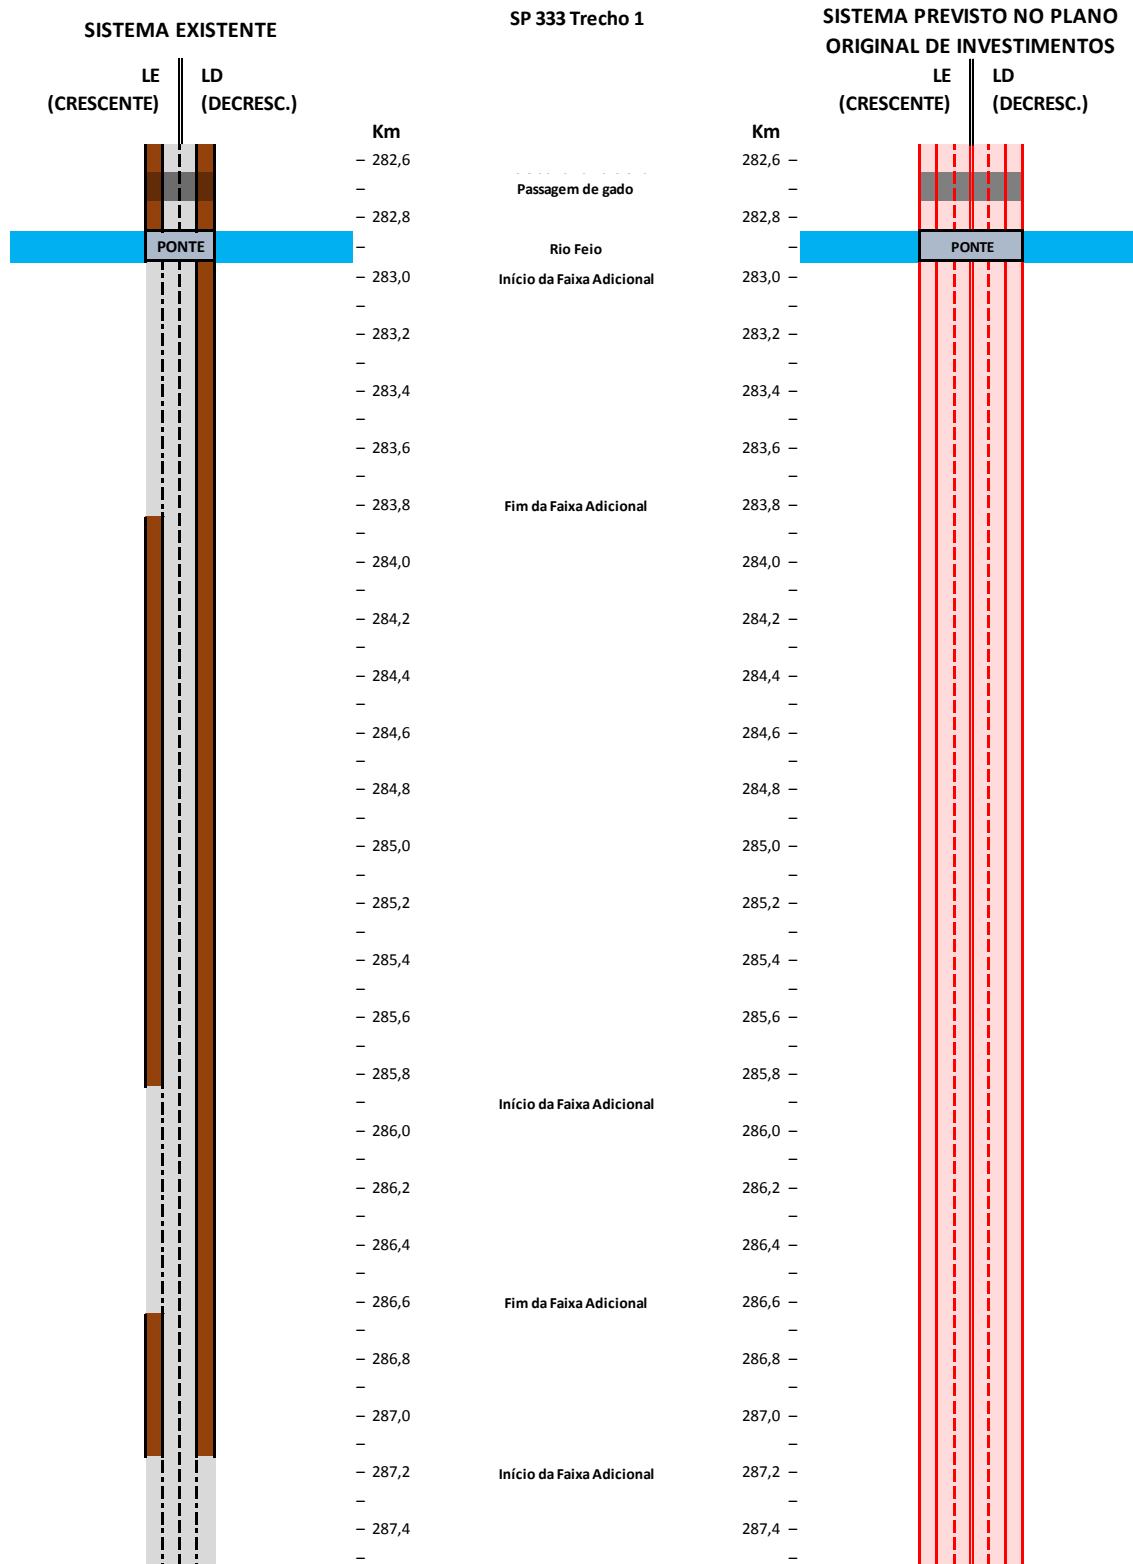 SISTEMA EXISTENTE
SP 333 Trecho 1
SISTEMA PREVISTO NO PLANO
ORIGINAL DE INVESTIMENTOS
LE LD
(CRESCENTE) (DECRESC.)
LE LD
(CRESCENTE) (DECRESC.)
Km Km
– 282,6 282,6 –
– Passagem de gado –
– 282,8 282,8 –
PONTE – Rio Feio – PONTE
– 283,0 Início da Faixa Adicional 283,0 –
– –
– 283,2 283,2 –
– –
– 283,4 283,4 –
– –
– 283,6 283,6 –
– –
– 283,8 Fim da Faixa Adicional 283,8 –
– –
– 284,0 284,0 –
– –
– 284,2 284,2 –
– –
– 284,4 284,4 –
– –
– 284,6 284,6 –
– –
– 284,8 284,8 –
– –
– 285,0 285,0 –
– –
– 285,2 285,2 –
– –
– 285,4 285,4 –
– –
– 285,6 285,6 –
– –
– 285,8 285,8 –
– Início da Faixa Adicional –
– 286,0 286,0 –
– –
– 286,2 286,2 –
– –
– 286,4 286,4 –
– –
– 286,6 Fim da Faixa Adicional 286,6 –
– –
– 286,8 286,8 –
– –
– 287,0 287,0 –
– –
– 287,2 Início da Faixa Adicional 287,2 –
– –
– 287,4 287,4 –
– –